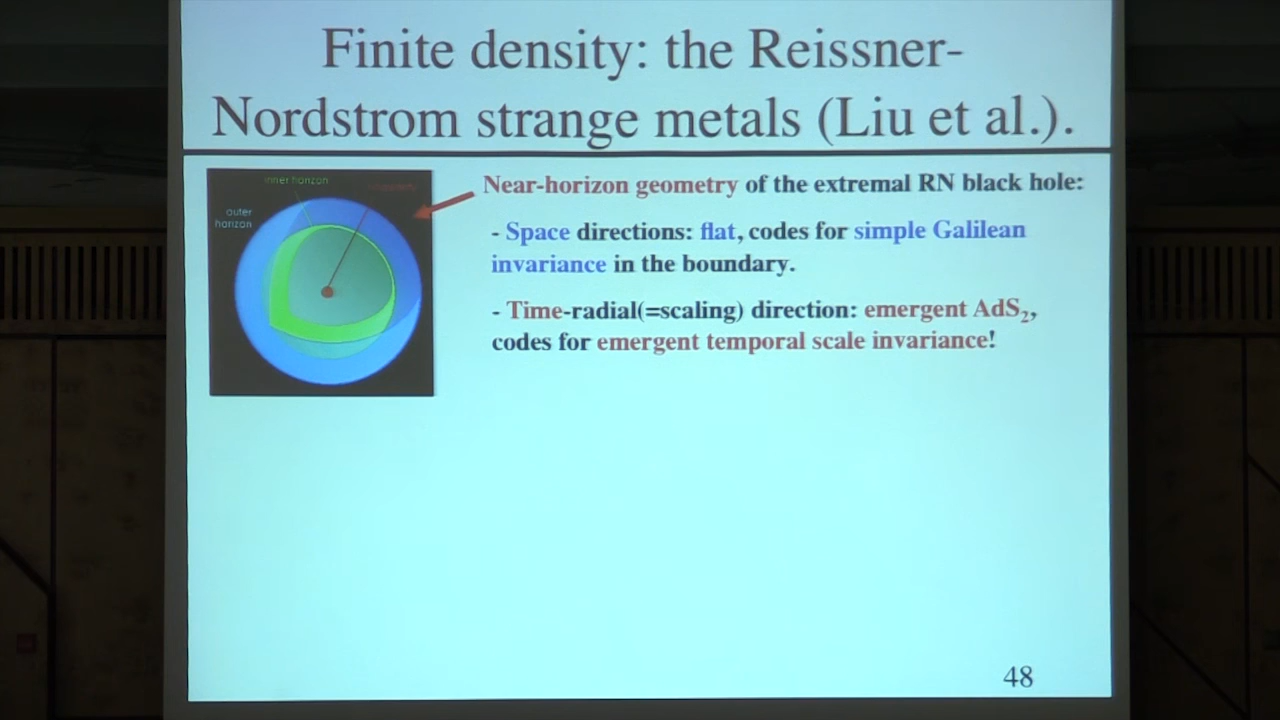 Finite density: the Reissner-
Nordstrom strange metals (Liu et al.).
inner horizon
outer
horizon
Near-horizon geometry of the extremal RN black hole:
- Space directions: flat, codes for simple Galilean
invariance in the boundary.
- Time-radial(=scaling) direction: emergent AdS₂,
codes for emergent temporal scale invariance!
48